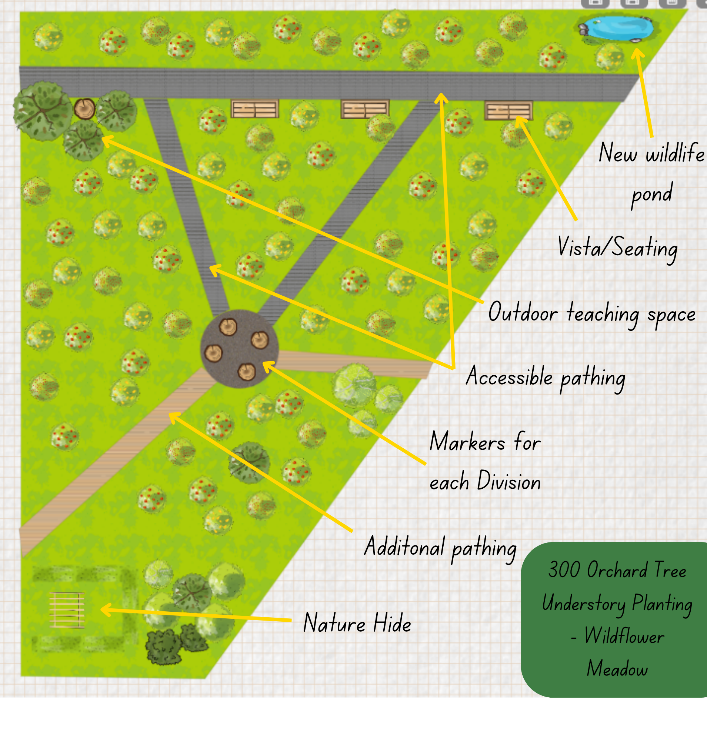 New wildlife
pond
Vista/Seating
Outdoor teaching space
Accessible pathing
Markers for
each Division
Additonal pathing
Nature Hide
300 Orchard Tree
Understory Planting
- Wildflower
Meadow